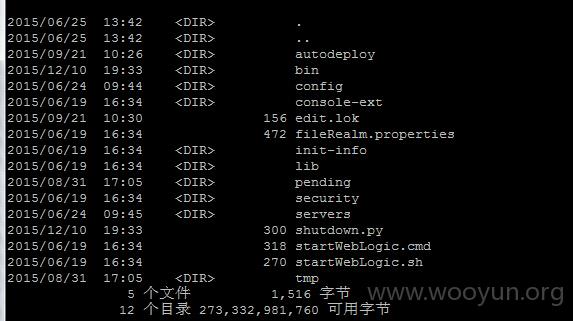 2015/06/25 13:42 <DIR> .
2015/06/25 13:42 <DIR> ..
2015/09/21 10:26 <DIR> autodeploy
2015/12/10 19:33 <DIR> bin
2015/06/24 09:44 <DIR> config
2015/06/19 16:34 <DIR> console-ext
2015/09/21 10:30 156 edit.lok
2015/06/19 16:34 472 fileRealm.properties
2015/06/19 16:34 <DIR> init-info
2015/06/19 16:34 <DIR> lib
2015/08/31 17:05 <DIR> pending
2015/06/19 16:34 <DIR> security
2015/06/24 09:45 <DIR> servers
2015/12/10 19:33 300 shutdown.py
2015/06/19 16:34 318 startWebLogic.cmd
2015/06/19 16:34 270 startWebLogic.sh
2015/08/31 17:05 <DIR> tmp
5 个文件 1,516 字节
12 个目录 273,332,981,760 可用字节
www.wooyun.org